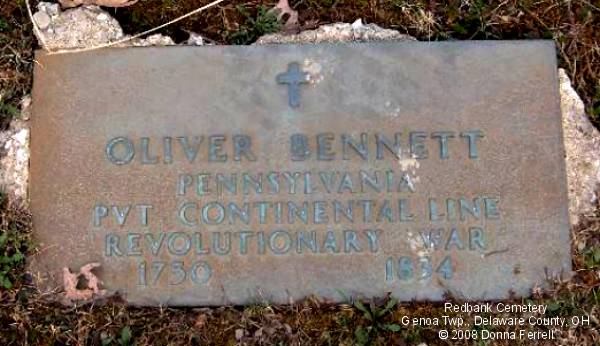 OLIVER BENNETT
PENNSYLVANIA
PVT CONTINENTAL LINE
REVOLUTIONARY WAR
1750 1834
Redbank Cemetery
Genoa Twp., Delaware County, OH
© 2008 Donna Ferrell